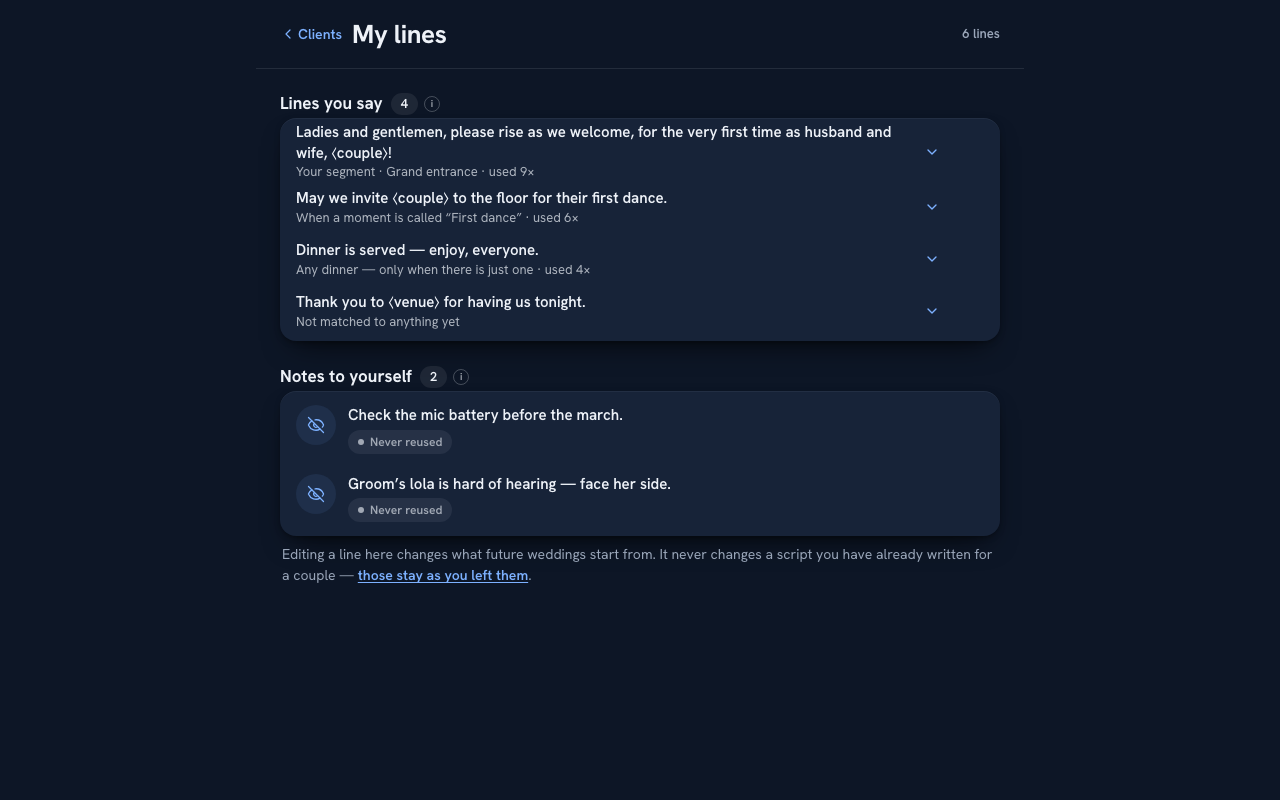 Clients
My lines
6 lines
Lines you say 4 i
Ladies and gentlemen, please rise as we welcome, for the very first time as husband and
wife, ⟨couple⟩!
Your segment · Grand entrance · used 9×
May we invite ⟨couple⟩ to the floor for their first dance.
When a moment is called “First dance” · used 6×
Dinner is served — enjoy, everyone.
Any dinner — only when there is just one · used 4×
Thank you to ⟨venue⟩ for having us tonight.
Not matched to anything yet
Notes to yourself 2 i
Check the mic battery before the march.
Never reused
Groom’s lola is hard of hearing — face her side.
Never reused
Editing a line here changes what future weddings start from. It never changes a script you have already written for
a couple — those stay as you left them.